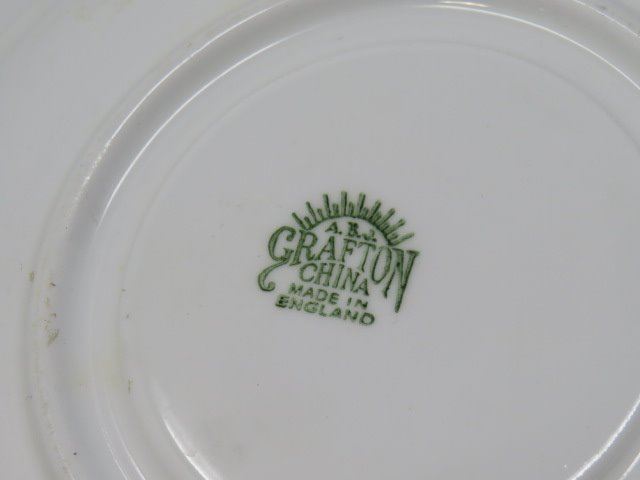 A.B.J.
GRAFTON
CHINA
MADE IN
ENGLAND